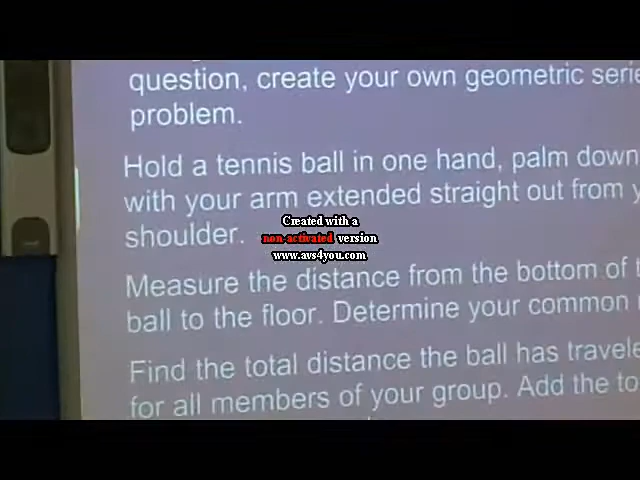 question, create your own geometric serie
problem.
Hold a tennis ball in one hand, palm down
with your arm extended straight out from y
shoulder.
Created with a
non-activated version
www.avs4you.com
Measure the distance from the bottom of t
ball to the floor. Determine your common
Find the total distance the ball has travele
for all members of your group. Add the to